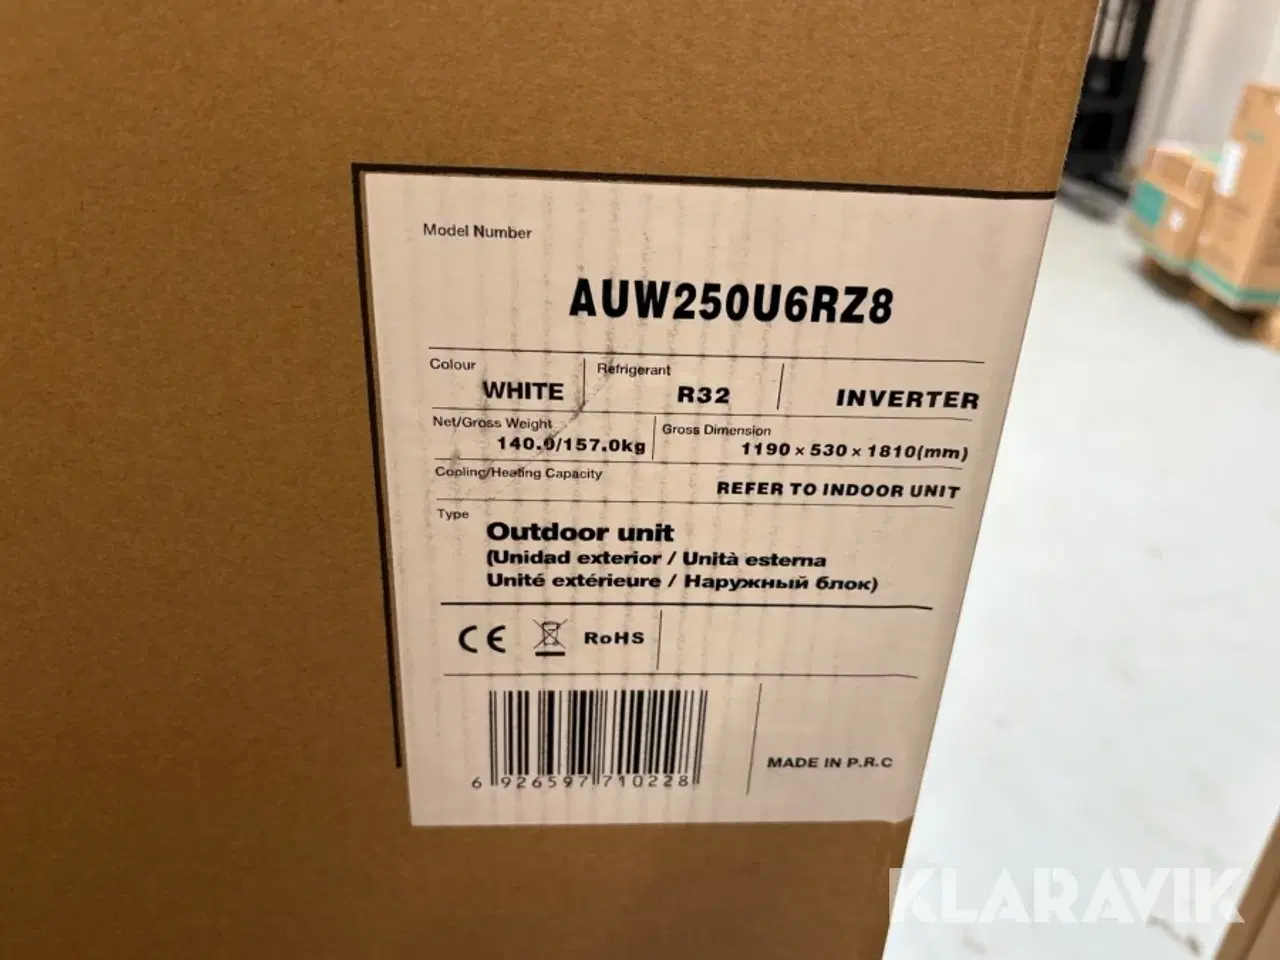 Model Number
AUW250U6RZ8
Colour
WHITE
Refrigerant
R32
INVERTER
Net/Gross Weight
140.0/157.0kg
Gross Dimension
1190 × 530 × 1810(mm)
Cooling/Heating Capacity
REFER TO INDOOR UNIT
Type
Outdoor unit
(Unidad exterior / Unità esterna
Unité extérieure / Наружный блок)
CE
RoHS
6 926597 710228
MADE IN P.R.C
KLARAVIK